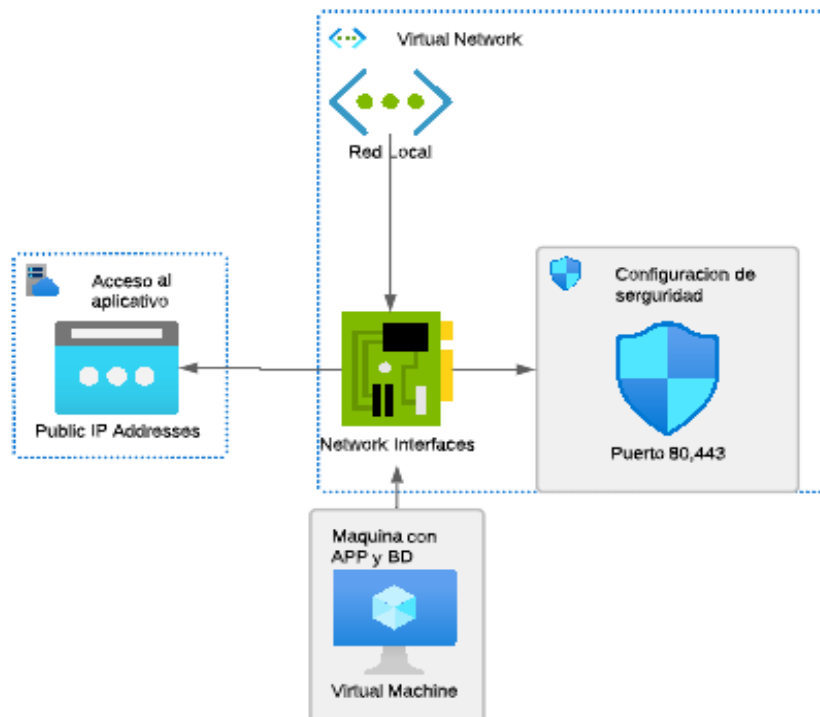 Virtual Network
Red Local
Acceso al
aplicativo
Public IP Addresses
Network Interfaces
Configuracion de
serguridad
Puerto 80,443
Maquina con
APP y BD
Virtual Machine